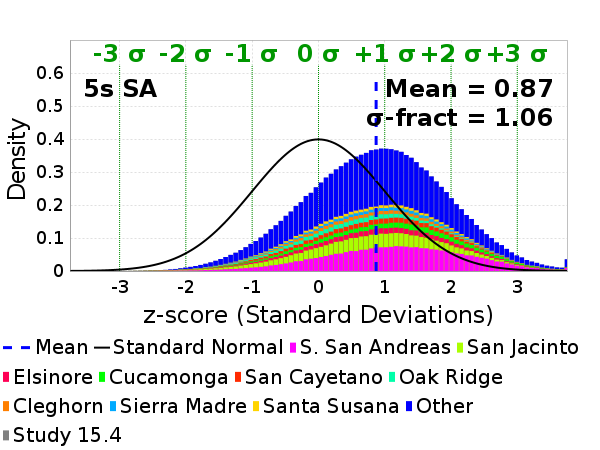 -3 σ -2 σ -1 σ 0 σ +1 σ +2 σ +3 σ
5s SA
Mean = 0.87
σ-fract = 1.06
Density
0.6
0.5
0.4
0.3
0.2
0.1
0
-3 -2 -1 0 1 2 3
z-score (Standard Deviations)
Mean Standard Normal S. San Andreas San Jacinto
Elsinore Cucamonga San Cayetano Oak Ridge
Cleghorn Sierra Madre Santa Susana Other
Study 15.4